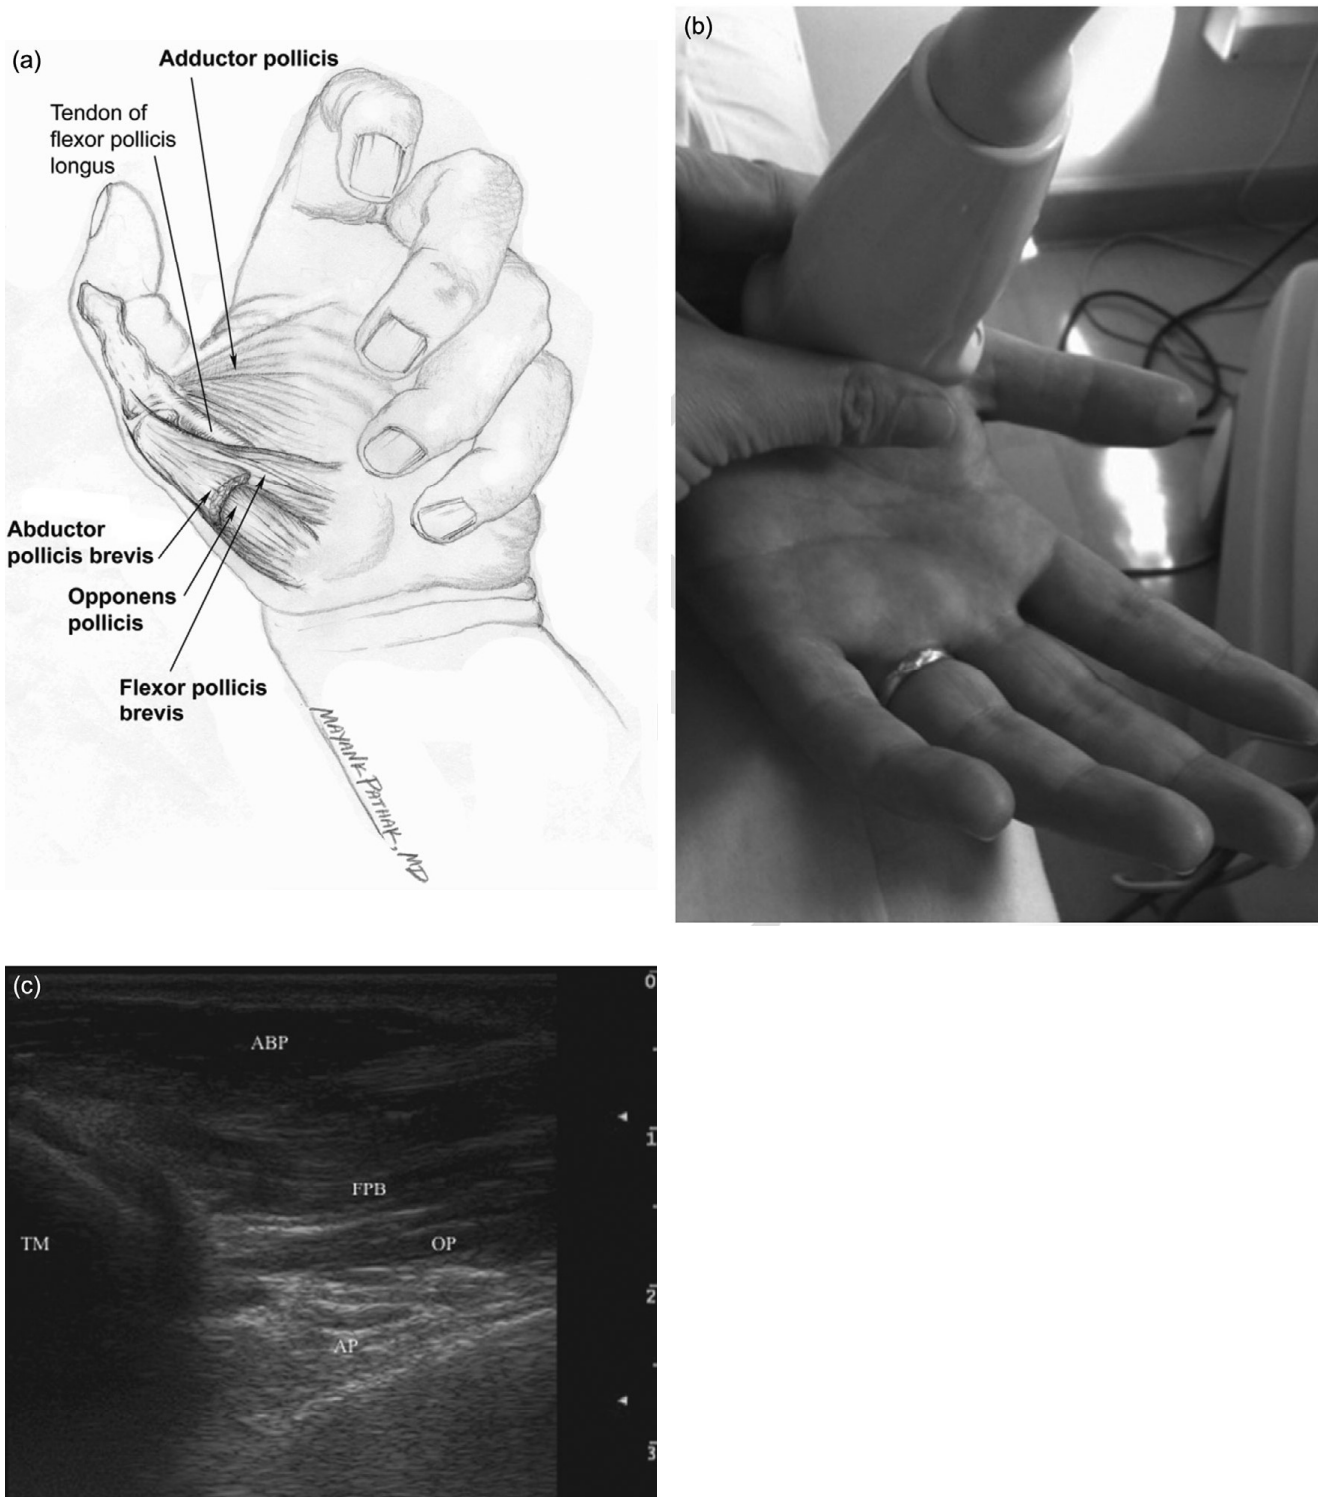 (a)
Adductor pollicis
Tendon of
flexor pollicis
longus
Abductor
pollicis brevis
Opponens
pollicis
Flexor pollicis
brevis
MAYANK PATHAK, MD
(b)
(c)
0
ABP
1
FPB
TM
OP
2
AP
3